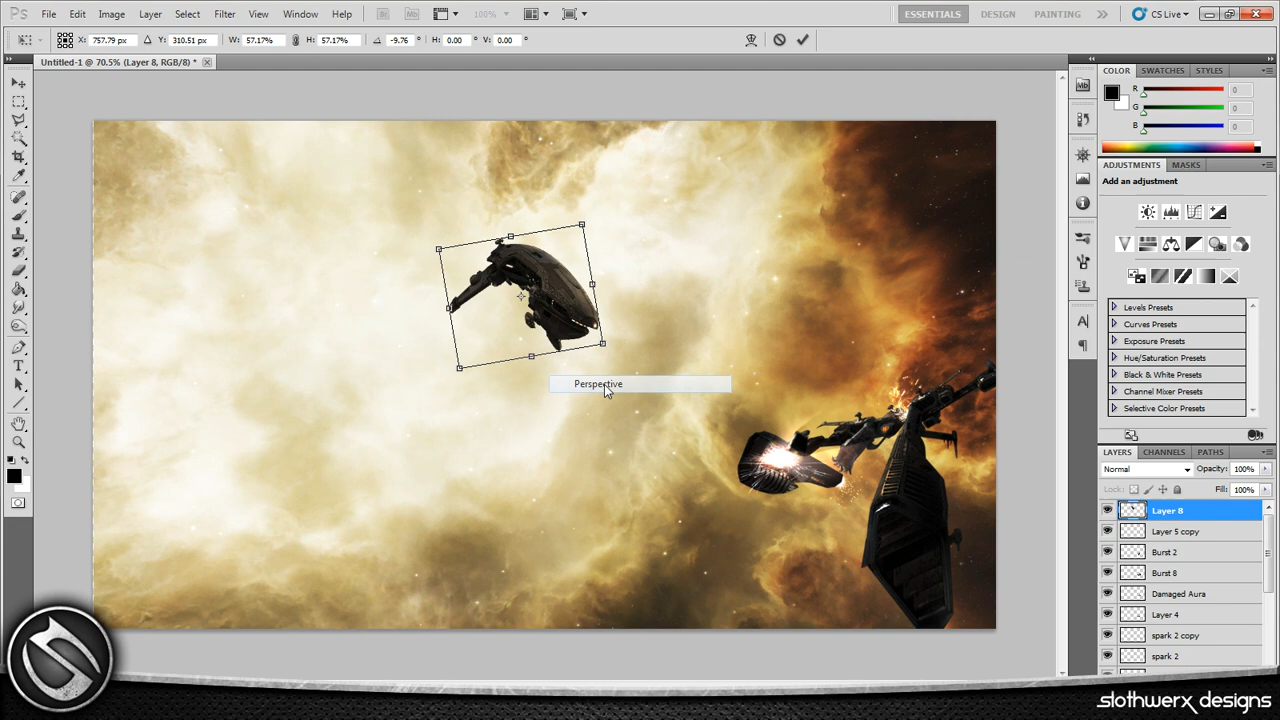 Ps File Edit Image Layer Select Filter View Window Help Br Mb 100% ESSENTIALS DESIGN PAINTING CS Live
X: 757.79 px Y: 310.51 px W: 57.17% H: 57.17% -9.76 ° H: 0.00 ° V: 0.00 °
Untitled-1 @ 70.5% (Layer 8, RGB/8) *
COLOR SWATCHES STYLES
R 0
G 0
B 0
ADJUSTMENTS MASKS
Add an adjustment
Levels Presets
Curves Presets
Exposure Presets
Hue/Saturation Presets
Black & White Presets
Channel Mixer Presets
Selective Color Presets
Perspective
LAYERS CHANNELS PATHS
Normal Opacity: 100%
Lock: Fill: 100%
Layer 8
Layer 5 copy
Burst 2
Burst 8
Damaged Aura
Layer 4
spark 2 copy
spark 2
slothwerx designs